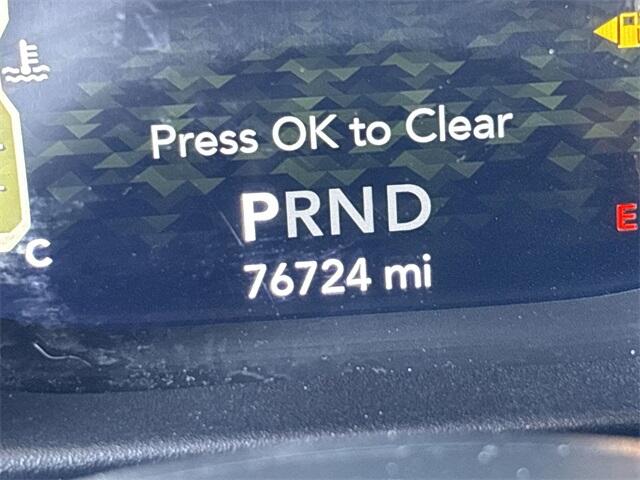 Press OK to Clear
PRND
76724 mi
C
E